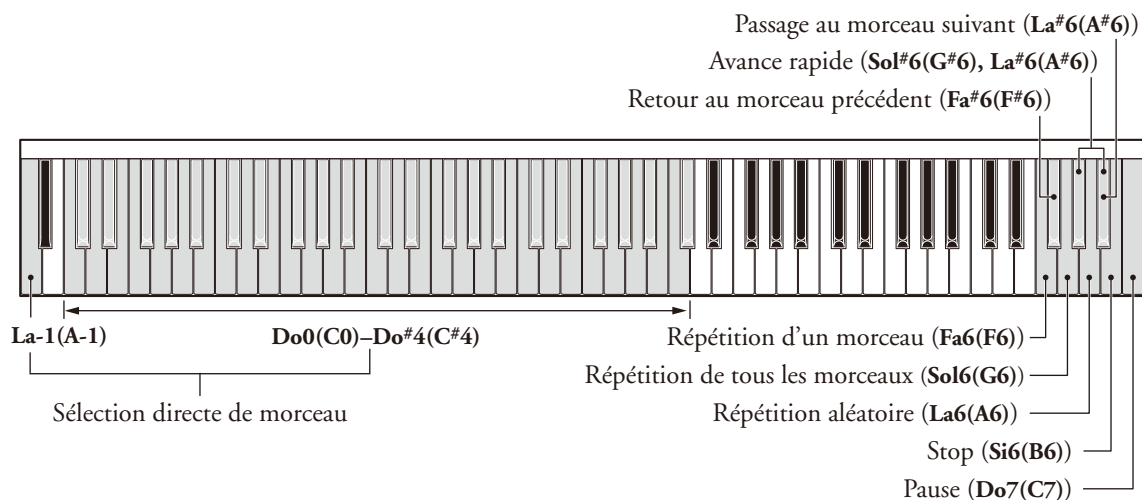 Passage au morceau suivant (La#6(A#6))
Avance rapide (Sol#6(G#6), La#6(A#6))
Retour au morceau précédent (Fa#6(F#6))
La-1(A-1)
Do0(C0)–Do#4(C#4)
Sélection directe de morceau
Répétition d’un morceau (Fa6(F6))
Répétition de tous les morceaux (Sol6(G6))
Répétition aléatoire (La6(A6))
Stop (Si6(B6))
Pause (Do7(C7))